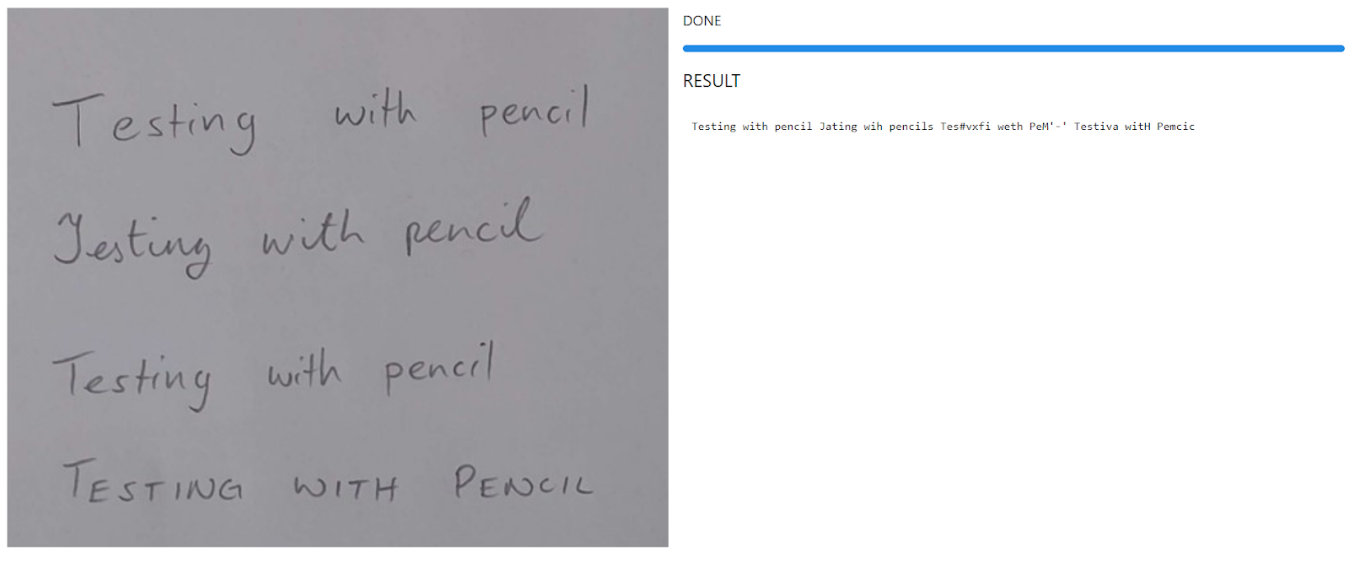 Testing with pencil
Testing with pencil
Testing with pencil
TESTING WITH PENCIL
DONE
RESULT
Testing with pencil Jating wih pencils Tes#vxfi weth PeM'-' Testiva witH Pemcic